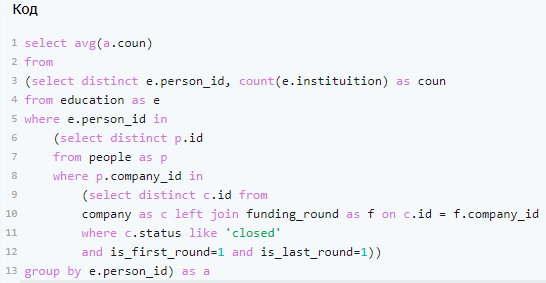 Код
1 select avg(a.coun)
2 from
3 (select distinct e.person_id, count(e.instituition) as coun
4 from education as e
5 where e.person_id in
6 (select distinct p.id
7 from people as p
8 where p.company_id in
9 (select distinct c.id from
10 company as c left join funding_round as f on c.id = f.company_id
11 where c.status like 'closed'
12 and is_first_round=1 and is_last_round=1))
13 group by e.person_id) as a